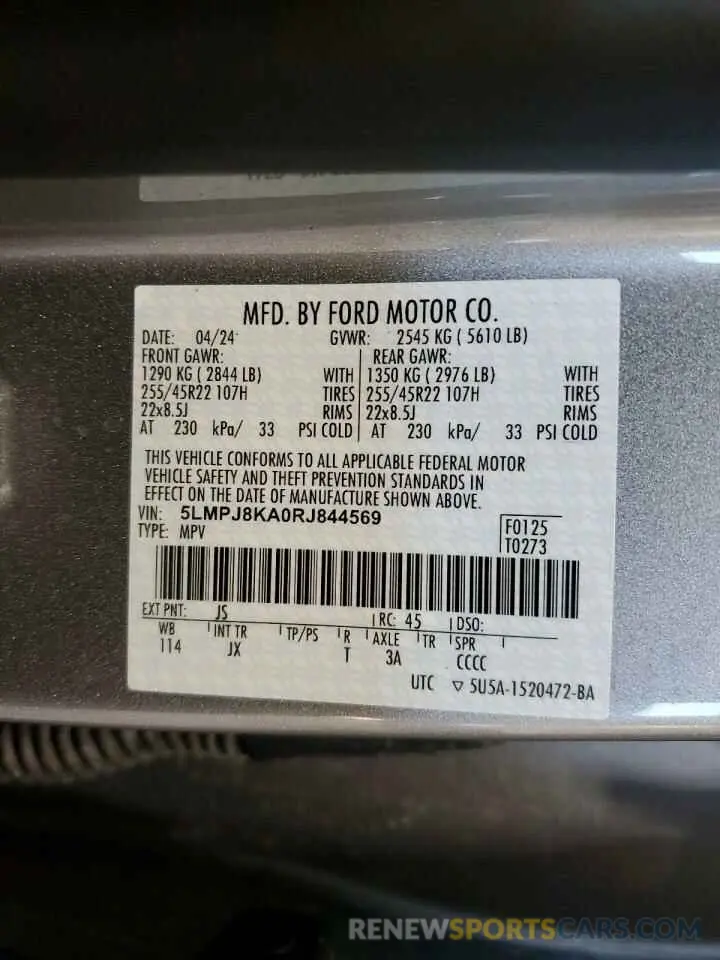 MFD. BY FORD MOTOR CO.
DATE: 04/24 GVWR: 2545 KG ( 5610 LB)
FRONT GAWR: REAR GAWR:
1290 KG ( 2844 LB) WITH 1350 KG ( 2976 LB) WITH
255/45R22 107H TIRES 255/45R22 107H TIRES
22x8.5J RIMS 22x8.5J RIMS
AT 230 kPa/ 33 PSI COLD AT 230 kPa/ 33 PSI COLD
THIS VEHICLE CONFORMS TO ALL APPLICABLE FEDERAL MOTOR
VEHICLE SAFETY AND THEFT PREVENTION STANDARDS IN
EFFECT ON THE DATE OF MANUFACTURE SHOWN ABOVE.
VIN: 5LMPJ8KA0RJ844569
TYPE: MPV
F0125
T0273
EXT PNT: JS RC: 45 DSO:
WB INT TR TP/PS R AXLE TR SPR
114 JX T 3A CCCC
UTC ▽ 5U5A-1520472-BA
RENEWSPORTSCARS.COM